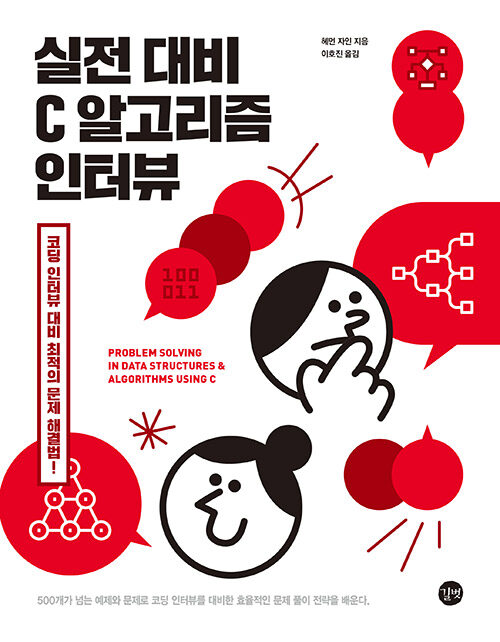 실전 대비
C 알고리즘
인터뷰
헤먼 자인 지음
이호진 옮김
코딩 인터뷰 대비 최적의 문제 해결법!
100
011
PROBLEM SOLVING
IN DATA STRUCTURES &
ALGORITHMS USING C
500개가 넘는 예제와 문제로 코딩 인터뷰를 대비한 효율적인 문제 풀이 전략을 배운다.
길벗